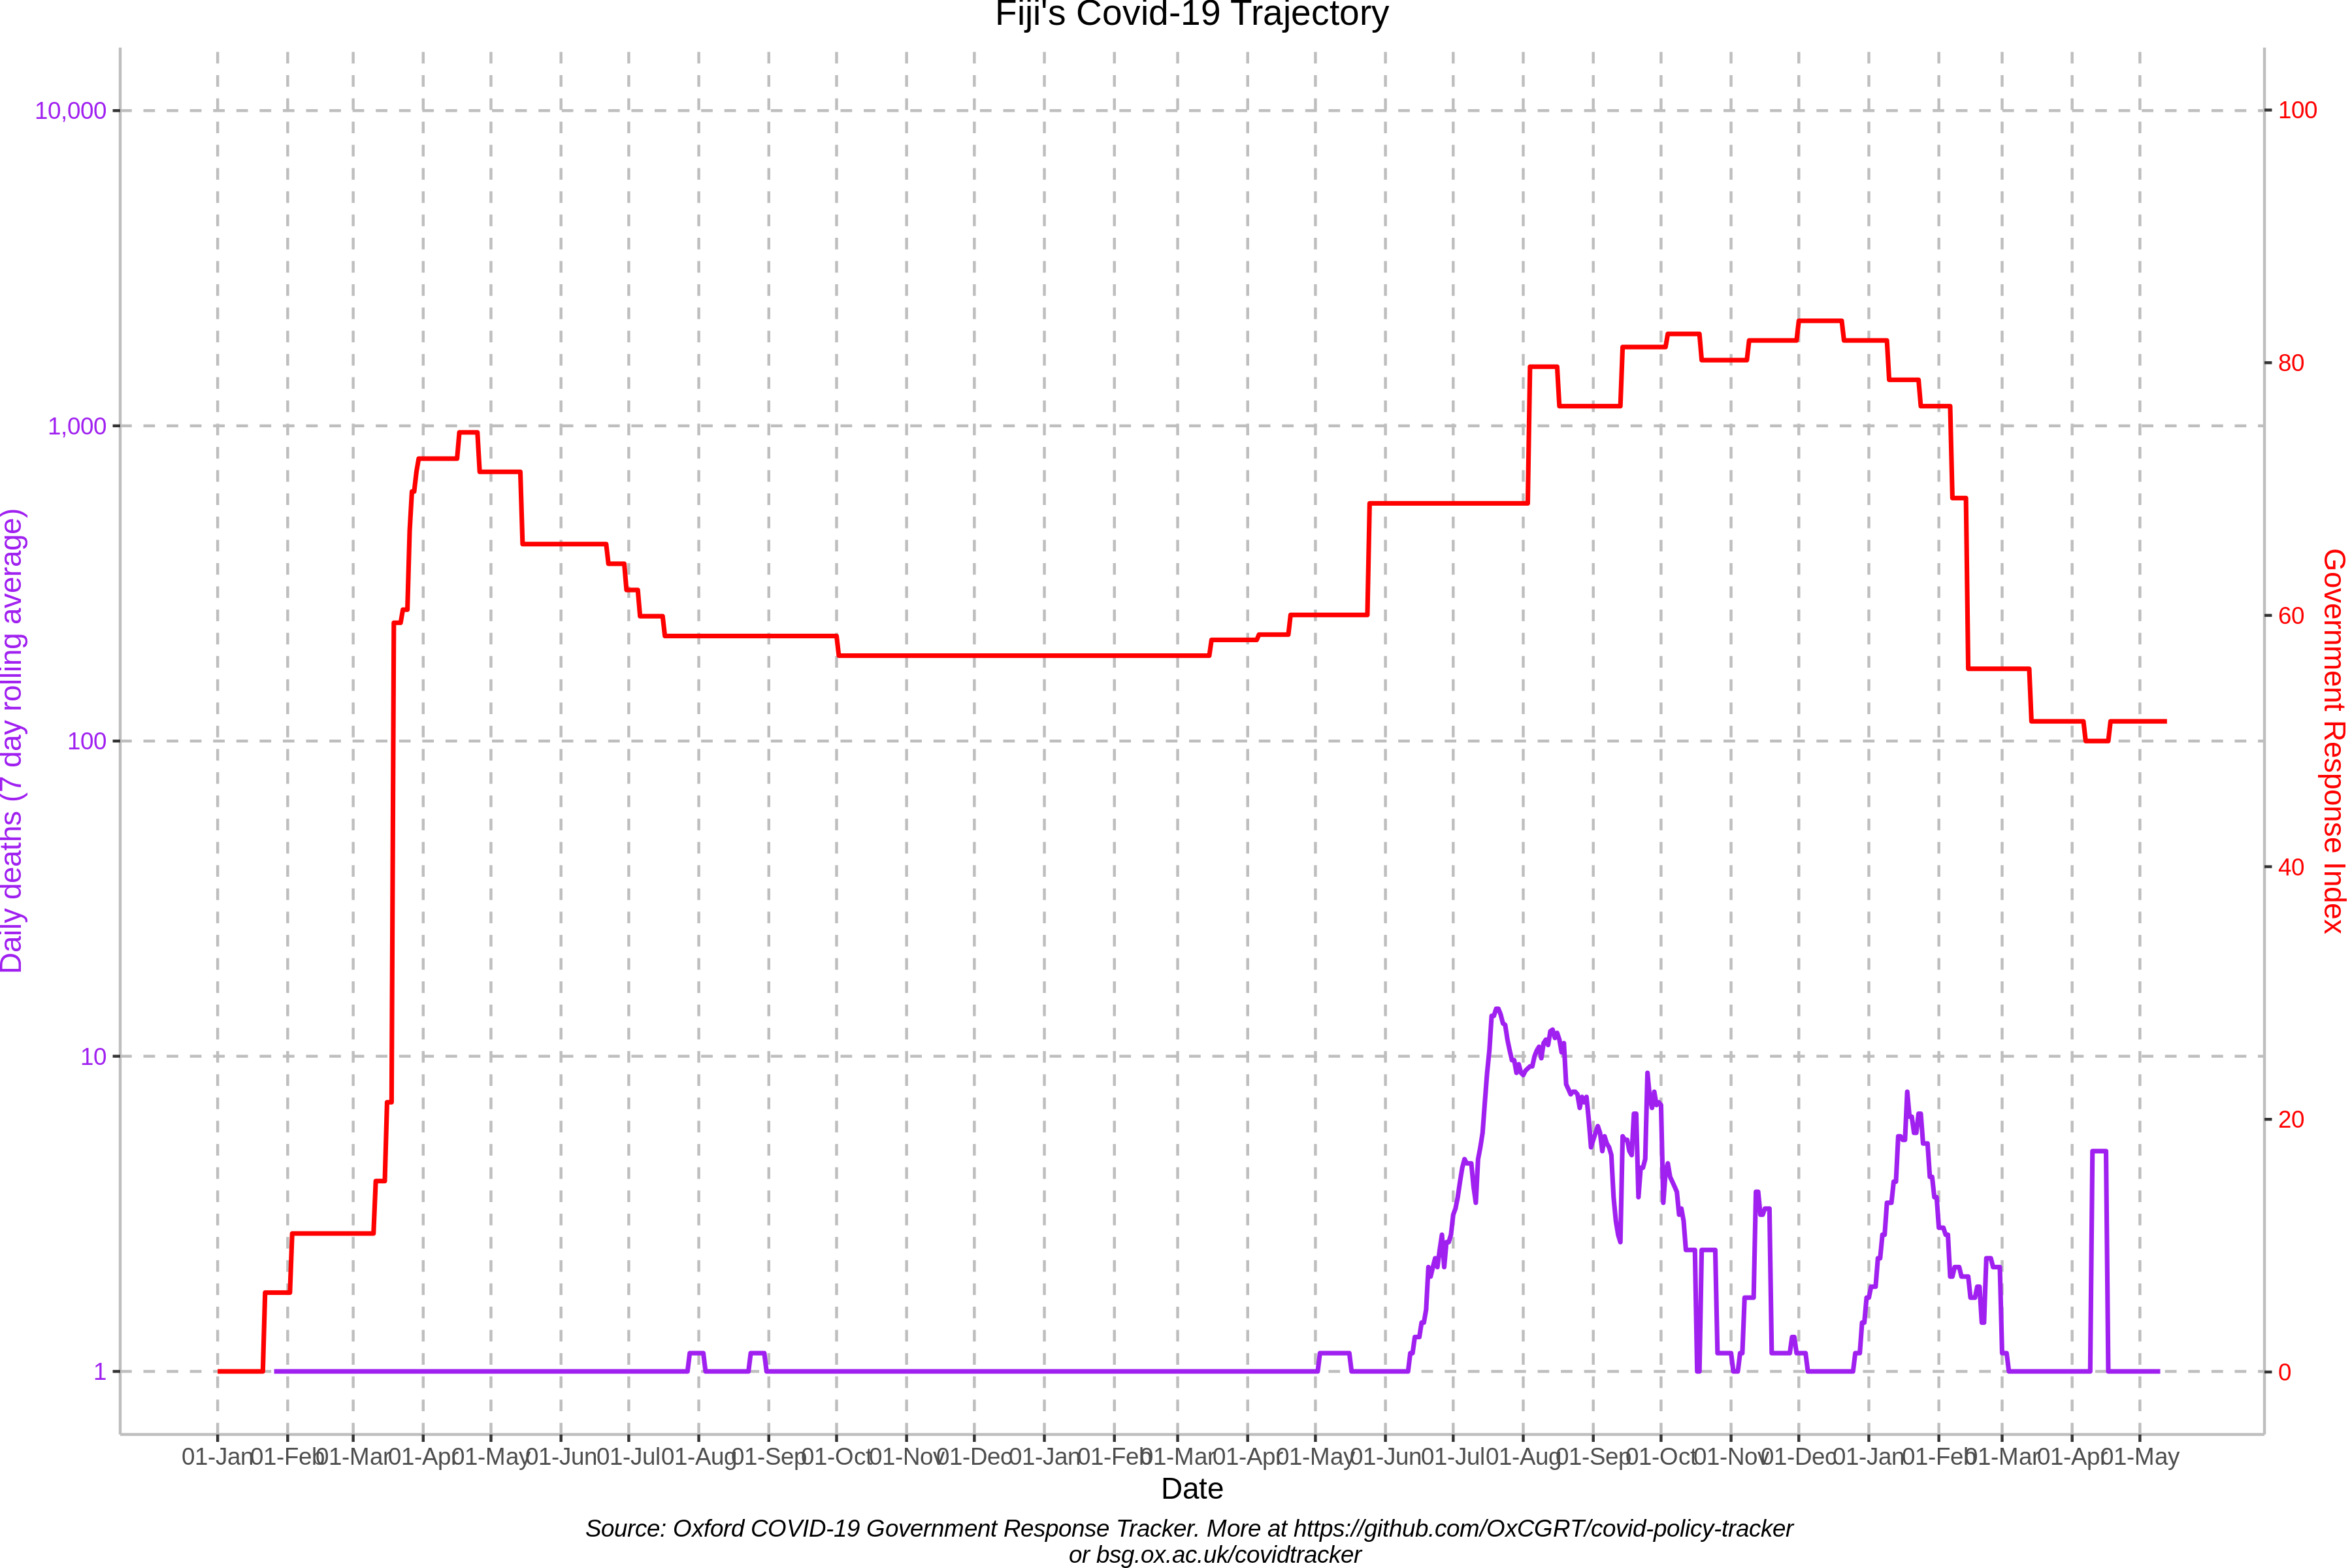 Fiji's Covid-19 Trajectory
10,000
1,000
100
10
1
Daily deaths (7 day rolling average)
100
80
60
40
20
0
Government Response Index
01-Jan 01-Feb 01-Mar 01-Apr 01-May 01-Jun 01-Jul 01-Aug 01-Sep 01-Oct 01-Nov 01-Dec 01-Jan 01-Feb 01-Mar 01-Apr 01-May 01-Jun 01-Jul 01-Aug 01-Sep 01-Oct 01-Nov 01-Dec 01-Jan 01-Feb 01-Mar 01-Apr 01-May
Date
Source: Oxford COVID-19 Government Response Tracker. More at https://github.com/OxCGRT/covid-policy-tracker
or bsg.ox.ac.uk/covidtracker